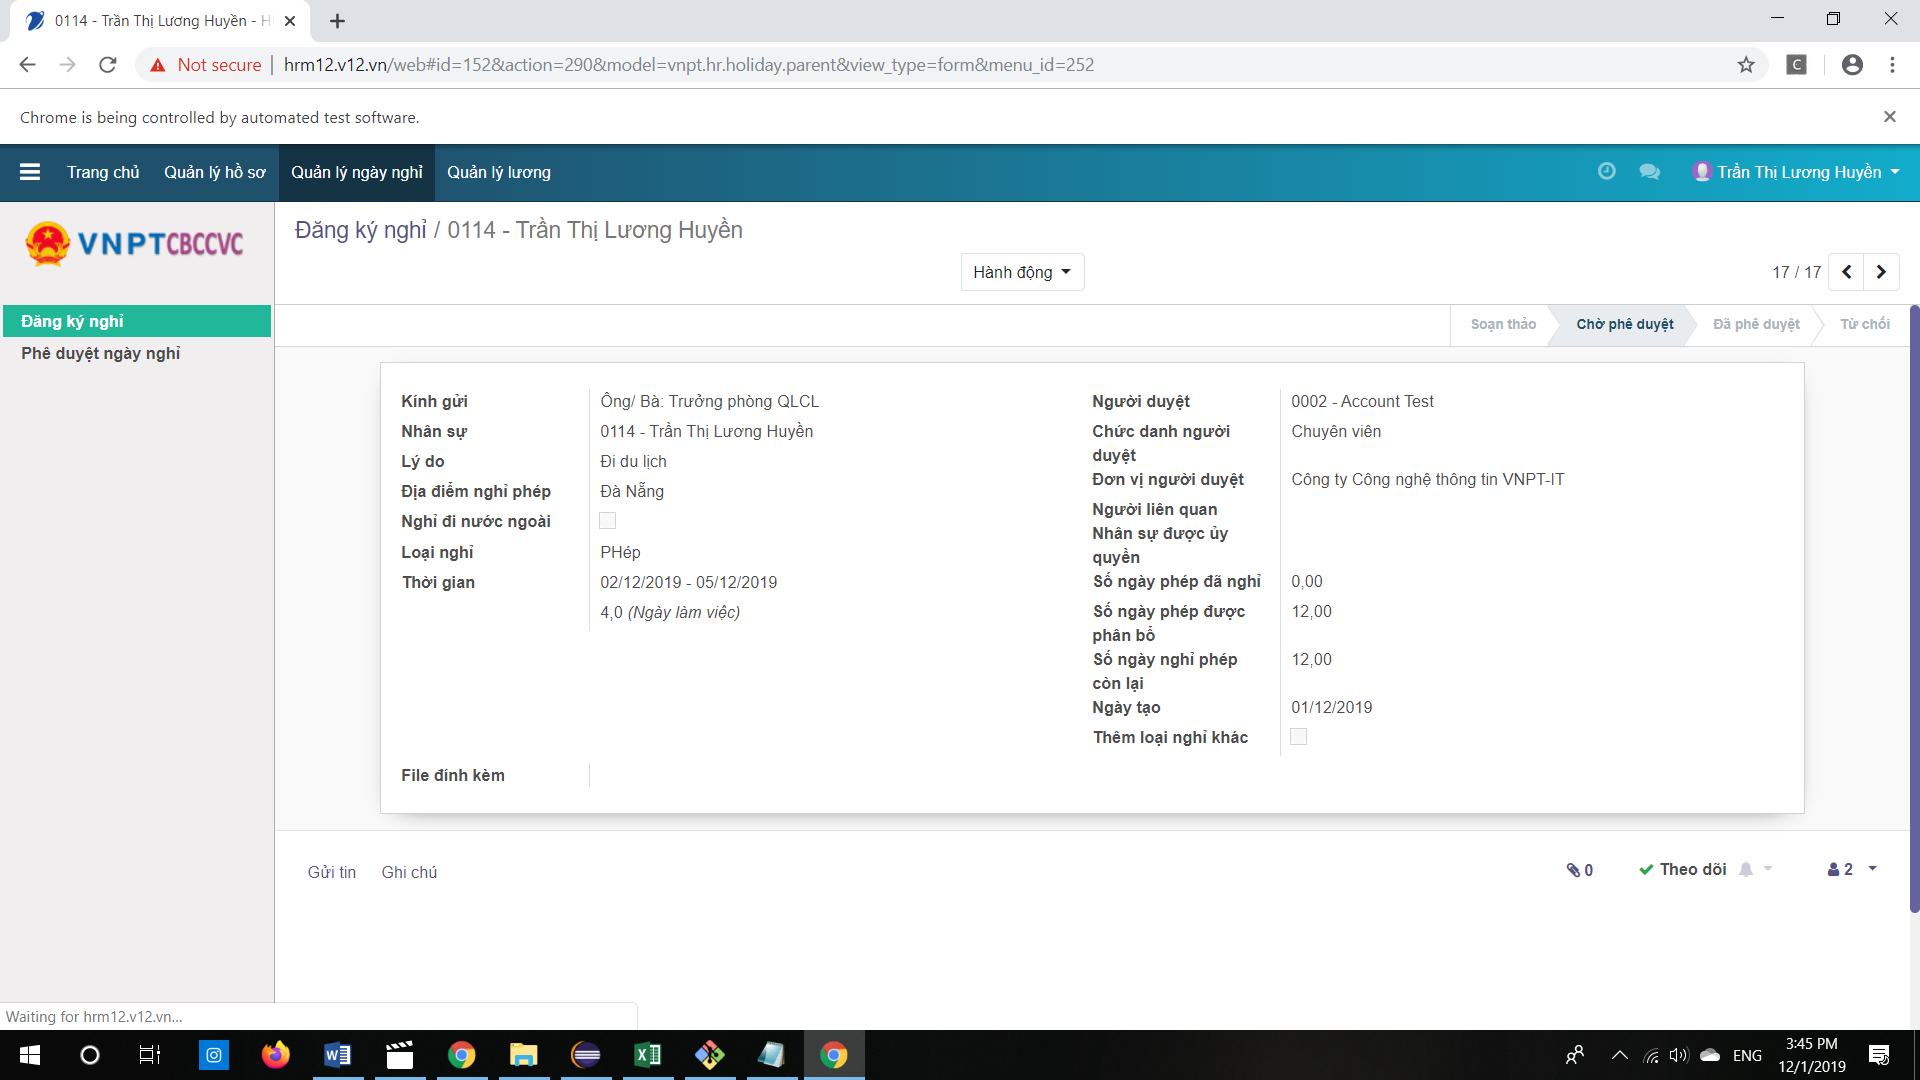 0114 - Trần Thị Lương Huyền - H
Not secure
hrm12.v12.vn/web#id=152&action=290&model=vnpt.hr.holiday.parent&view_type=form&menu_id=252
C
Chrome is being controlled by automated test software.
Trang chủ
Quản lý hồ sơ
Quản lý ngày nghỉ
Quản lý lương
Trần Thị Lương Huyền
VNPTCBCCVC
Đăng ký nghỉ / 0114 - Trần Thị Lương Huyền
Hành động
17 / 17
Đăng ký nghỉ
Phê duyệt ngày nghỉ
Soạn thảo
Chờ phê duyệt
Đã phê duyệt
Từ chối
Kính gửi
Ông/ Bà: Trưởng phòng QLCL
Nhân sự
0114 - Trần Thị Lương Huyền
Lý do
Đi du lịch
Địa điểm nghỉ phép
Đà Nẵng
Nghỉ đi nước ngoài
Loại nghỉ
PHép
Thời gian
02/12/2019 - 05/12/2019
4,0 (Ngày làm việc)
Người duyệt
0002 - Account Test
Chức danh người
duyệt
Chuyên viên
Đơn vị người duyệt
Công ty Công nghệ thông tin VNPT-IT
Người liên quan
Nhân sự được ủy
quyền
Số ngày phép đã nghỉ
0,00
Số ngày phép được
phân bổ
12,00
Số ngày nghỉ phép
còn lại
12,00
Ngày tạo
01/12/2019
Thêm loại nghỉ khác
File đính kèm
Gửi tin
Ghi chú
0
Theo dõi
2
Waiting for hrm12.v12.vn...
ENG
3:45 PM
12/1/2019